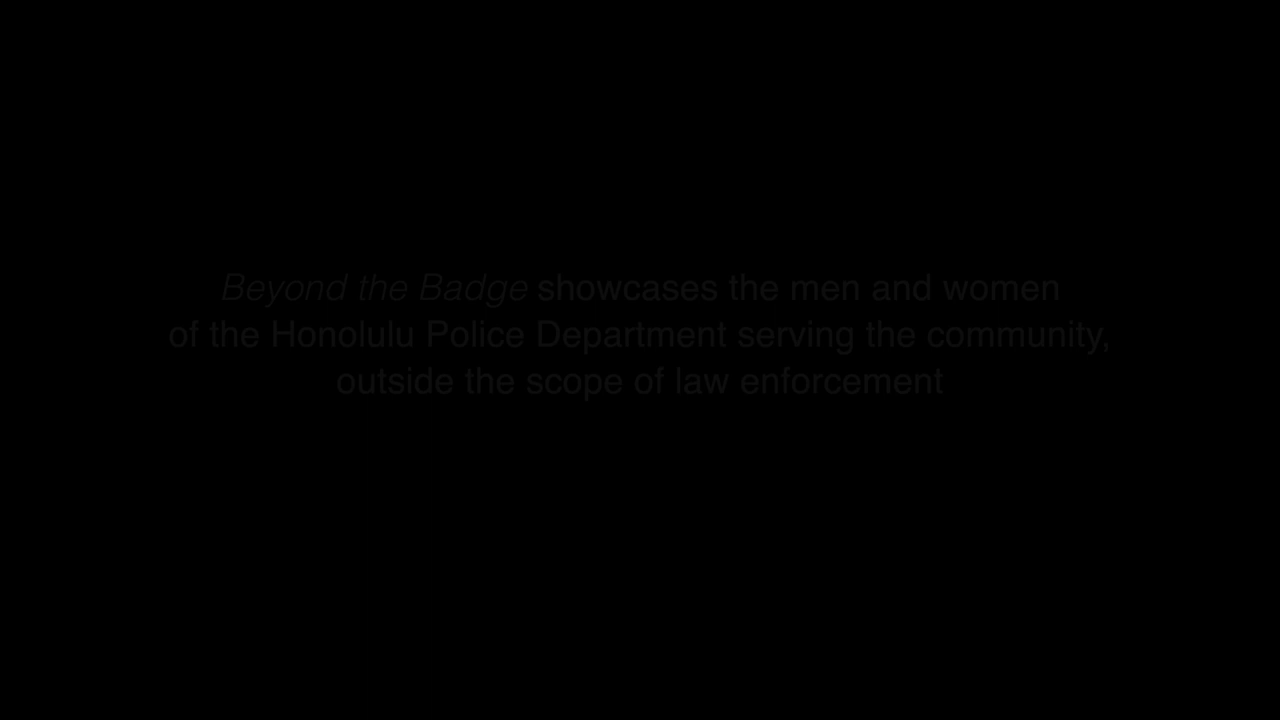 Beyond the Badge showcases the men and women
of the Honolulu Police Department serving the community,
outside the scope of law enforcement